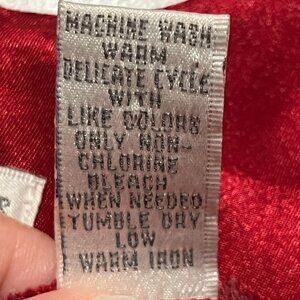 MACHINE WASH
WARM
DELICATE CYCLE
WITH
LIKE COLORS
ONLY NON-
CHLORINE
BLEACH
WHEN NEEDED
TUMBLE DRY
LOW
WARM IRON